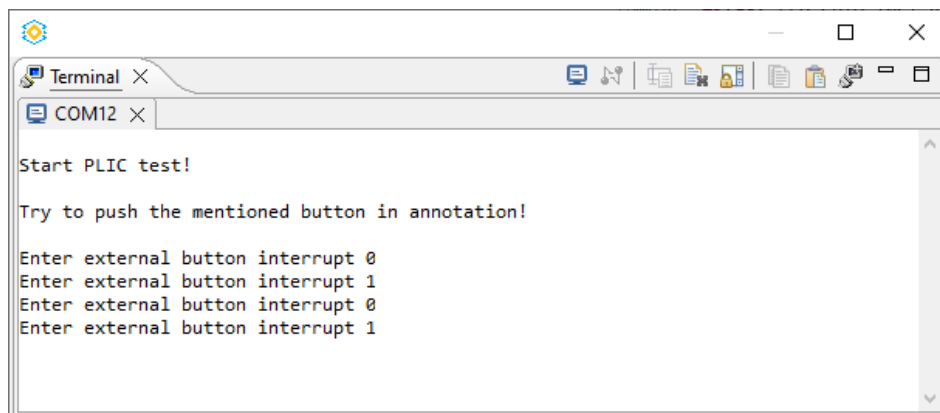 Terminal
COM12
Start PLIC test!
Try to push the mentioned button in annotation!
Enter external button interrupt 0
Enter external button interrupt 1
Enter external button interrupt 0
Enter external button interrupt 1